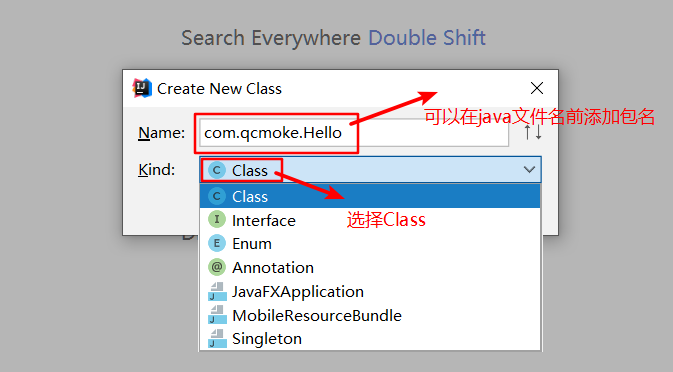 Search Everywhere Double Shift
Create New Class
Name: com.qcmoke.Hello
可以在java文件名前添加包名
Kind: Class
Class
Interface
选择Class
Enum
Annotation
JavaFXApplication
MobileResourceBundle
Singleton